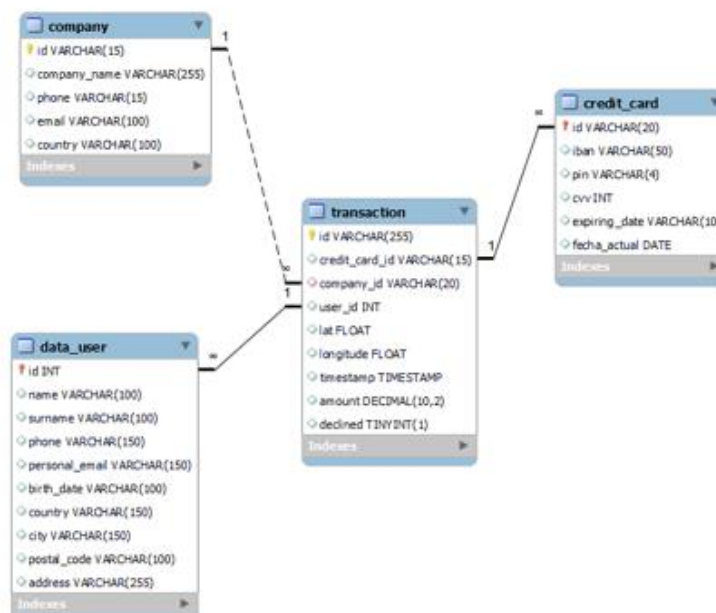 company
id VARCHAR(15)
company_name VARCHAR(255)
phone VARCHAR(15)
email VARCHAR(100)
country VARCHAR(100)
Indexes
1
∞
credit_card
id VARCHAR(20)
iban VARCHAR(50)
pin VARCHAR(4)
cvv INT
expiring_date VARCHAR(10
fecha_actual DATE
Indexes
transaction
id VARCHAR(255)
credit_card_id VARCHAR(15)
company_id VARCHAR(20)
user_id INT
lat FLOAT
longitude FLOAT
timestamp TIMESTAMP
amount DECIMAL(10,2)
declined TINYINT(1)
Indexes
1
∞
1
∞
data_user
id INT
name VARCHAR(100)
surname VARCHAR(100)
phone VARCHAR(150)
personal_email VARCHAR(150)
birth_date VARCHAR(100)
country VARCHAR(150)
city VARCHAR(150)
postal_code VARCHAR(100)
address VARCHAR(255)
Indexes